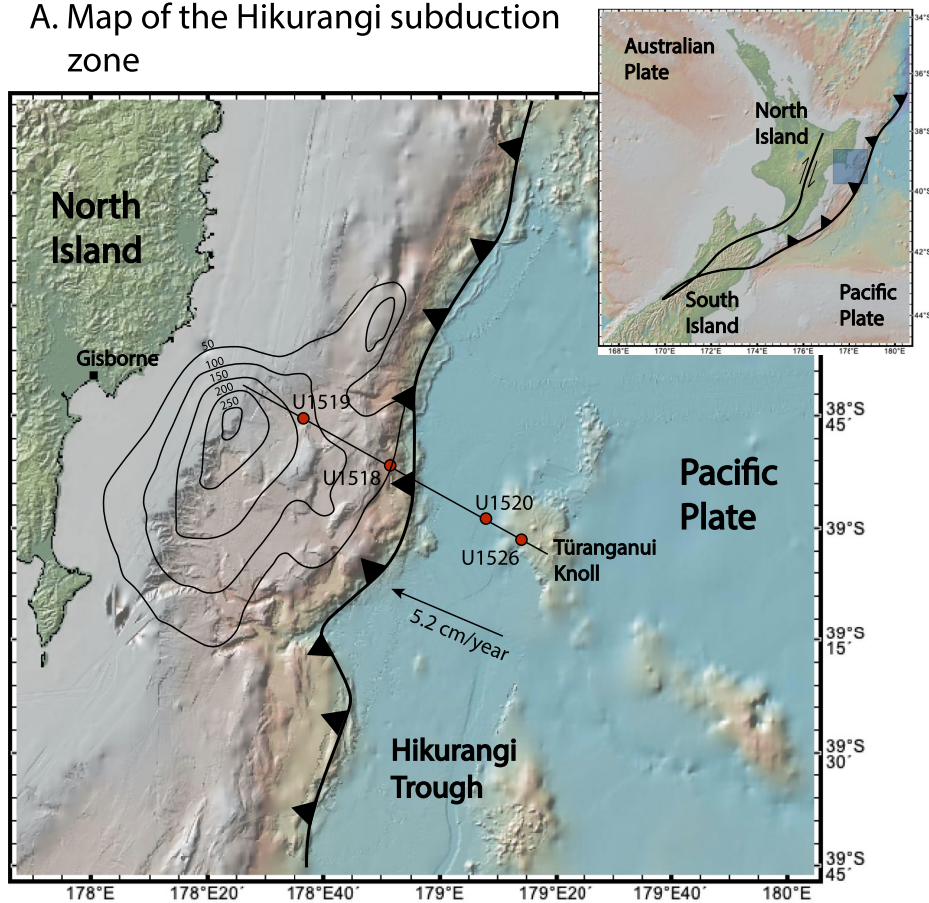 A. Map of the Hikurangi subduction
zone
Australian
Plate
North
Island
South
Island
Pacific
Plate
34°S
36°S
38°S
40°S
42°S
44°S
168°E
170°E
172°E
174°E
176°E
178°E
180°E
North
Island
Gisborne
50
100
150
200
250
U1519
U1518
U1520
U1526
Tūranganui
Knoll
Pacific
Plate
5.2 cm/year
Hikurangi
Trough
38°S
45´
39°S
39°S
15´
39°S
30´
39°S
45´
178°E
178°E20´
178°E40´
179°E
179°E20´
179°E40´
180°E